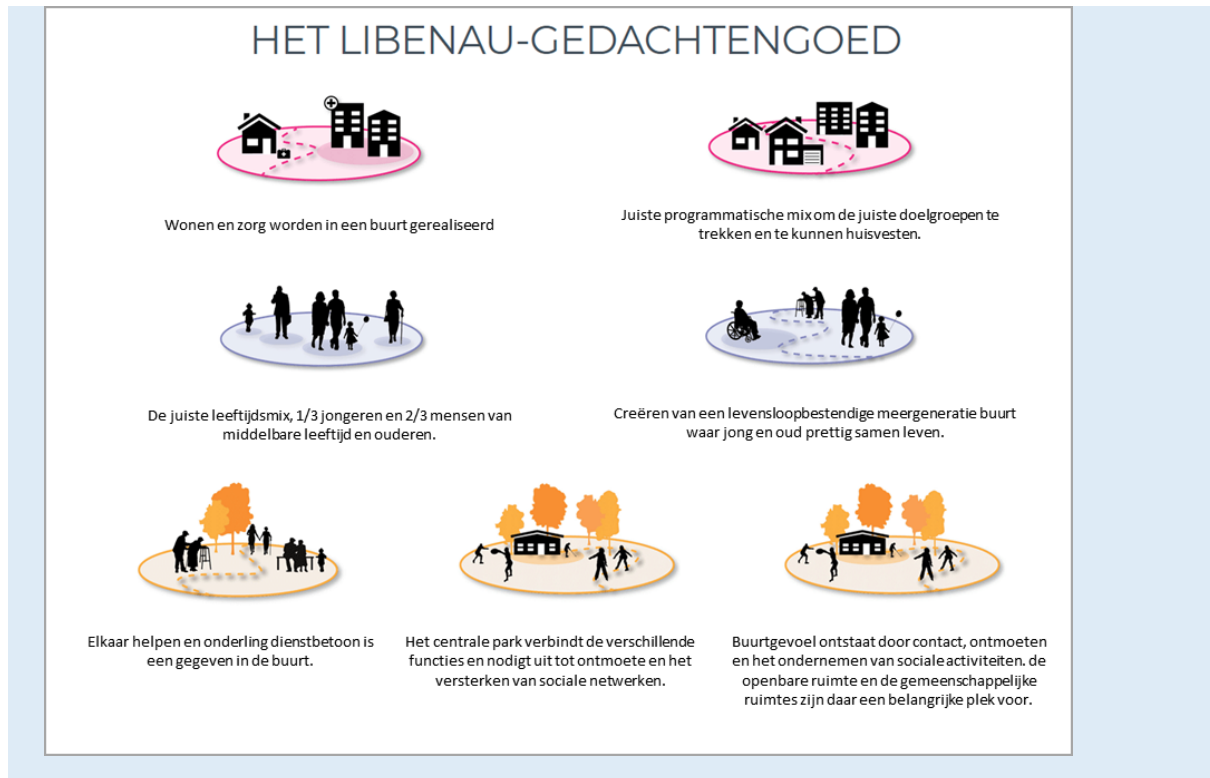 HET LIBENAU-GEDACHTENGOED
Wonen en zorg worden in een buurt gerealiseerd
Juiste programmatische mix om de juiste doelgroepen te
trekken en te kunnen huisvesten.
De juiste leeftijdsmix, 1/3 jongeren en 2/3 mensen van
middelbare leeftijd en ouderen.
Creëren van een levensloopbestendige meergeneratie buurt
waar jong en oud prettig samen leven.
Elkaar helpen en onderling dienstbetoon is
een gegeven in de buurt.
Het centrale park verbindt de verschillende
functies en nodigt uit tot ontmoete en het
versterken van sociale netwerken.
Buurtgevoel ontstaat door contact, ontmoeten
en het ondernemen van sociale activiteiten. de
openbare ruimte en de gemeenschappelijke
ruimtes zijn daar een belangrijke plek voor.